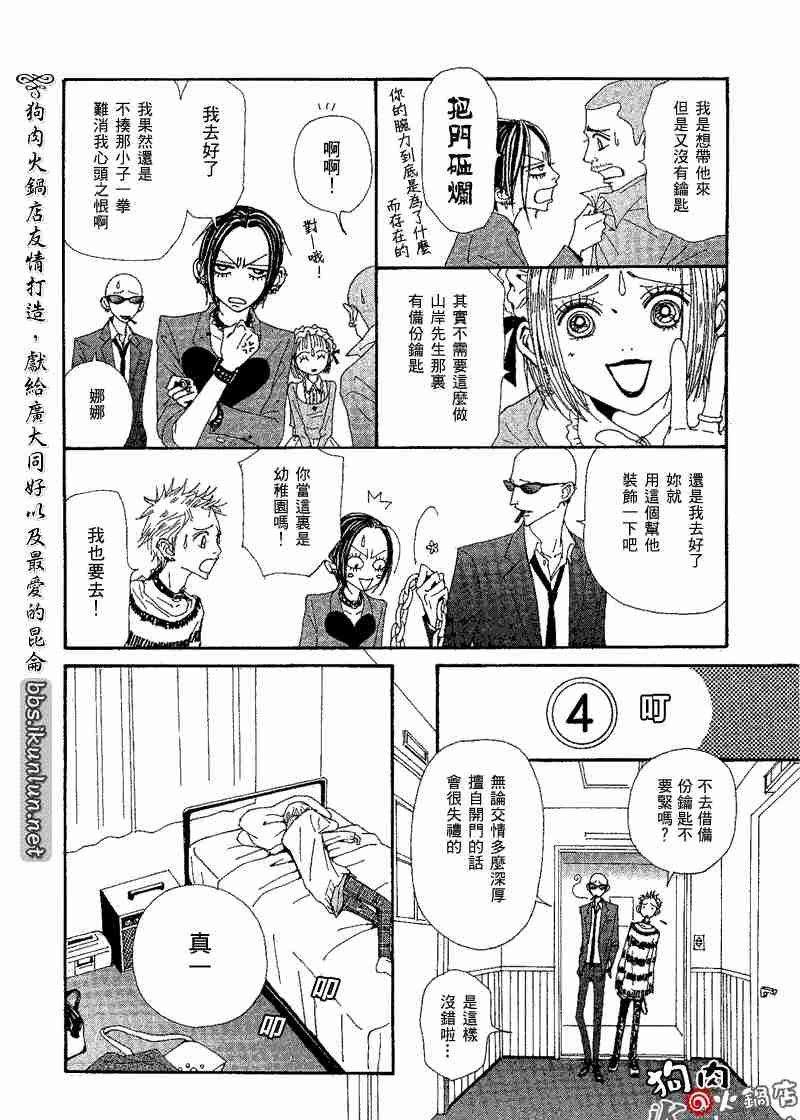 我是想帶他來
但是又沒有鑰匙
把門砸爛
你的腕力到底是為了什麼
而存在的
啊啊！
對一哦！
我去好了
我果然還是
不揍那小子一拳
難消我心頭之恨啊
娜娜
其實不需要這麼做
山岸先生那裏
有備份鑰匙
還是我去好了
妳就
用這個幫他
裝飾一下吧
你當這裏是
幼稚園嗎！
我也要去！
4
叮
不去借備
份鑰匙不
要緊嗎？
無論交情多麼深厚
擅自開門的話
會很失禮的
是這樣
沒錯啦…
叩
叩
真一
狗肉火鍋店友情打造，獻給廣大同好以及最愛的昆侖
bbs.lkunlun.net
狗肉
火鍋店